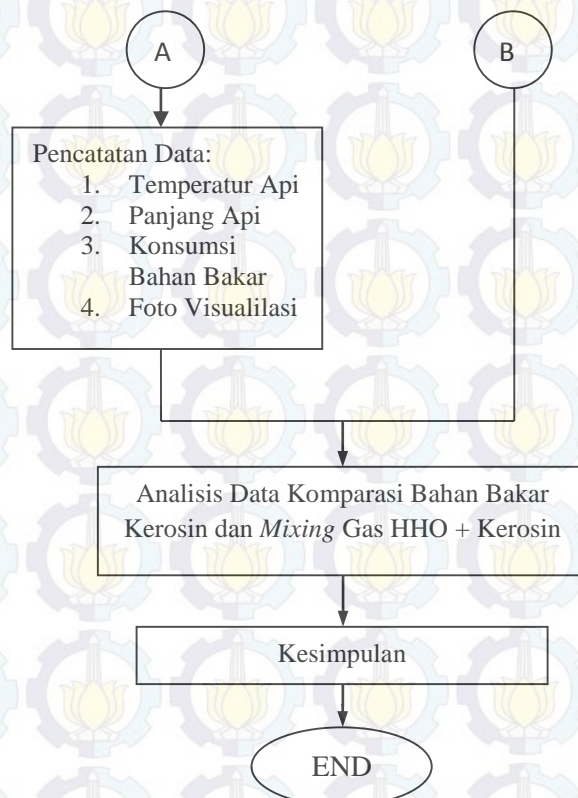 A
B
Pencatatan Data:
1. Temperatur Api
2. Panjang Api
3. Konsumsi
Bahan Bakar
4. Foto Visualilasi
Analisis Data Komparasi Bahan Bakar
Kerosin dan Mixing Gas HHO + Kerosin
Kesimpulan
END